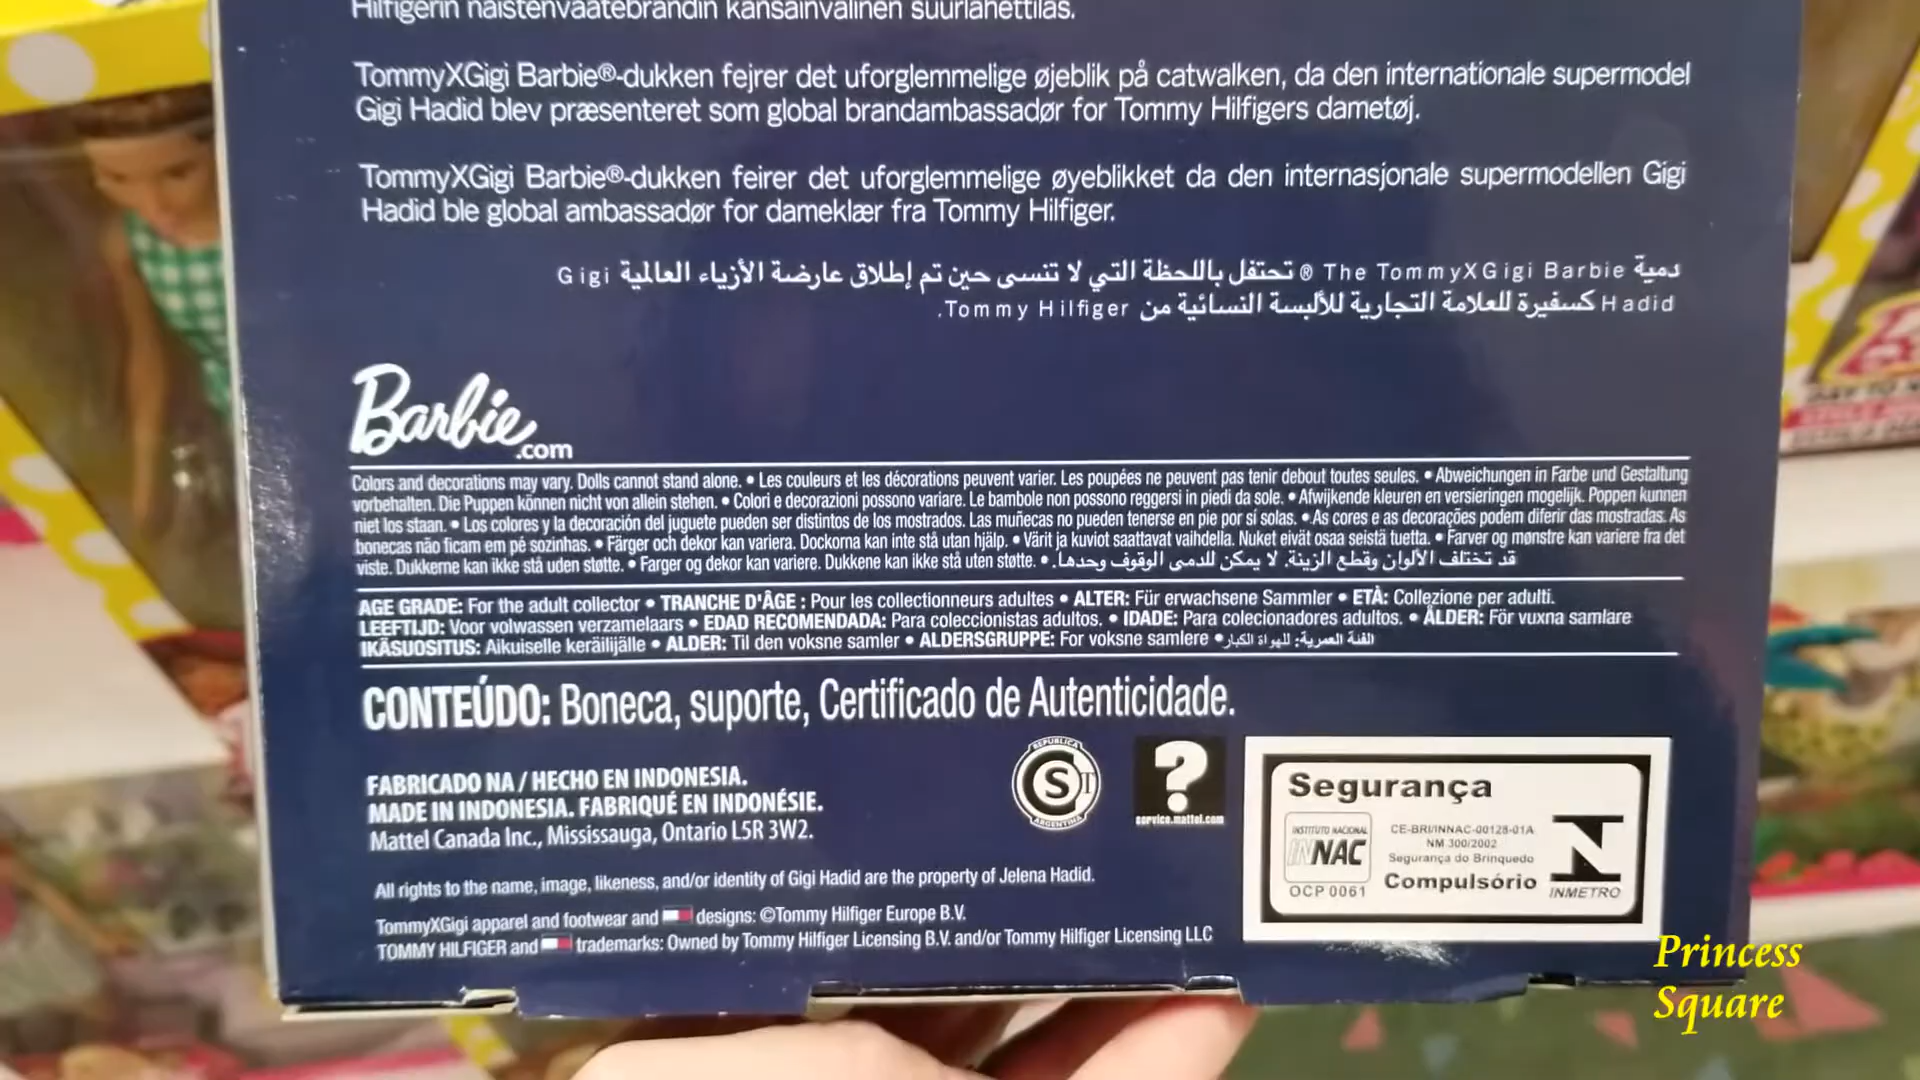 Hilfigerin naistenvaatebrändin kansainvälinen suurlähettiläs.
TommyXGigi Barbie®-dukken fejrer det uforglemmelige øjeblik på catwalken, da den internationale supermodel
Gigi Hadid blev præsenteret som global brandambassadør for Tommy Hilfigers dametøj.
TommyXGigi Barbie®-dukken feirer det uforglemmelige øyeblikket da den internasjonale supermodellen Gigi
Hadid ble global ambassadør for dameklær fra Tommy Hilfiger.
دمية The TommyXGigi Barbie ® تحتفل باللحظة التي لا تنسى حين تم إطلاق عارضة الأزياء العالمية Gigi
Hadid كسفيرة للعلامة التجارية للألبسة النسائية من Tommy Hilfiger.
Barbie.com
Colors and decorations may vary. Dolls cannot stand alone. • Les couleurs et les décorations peuvent varier. Les poupées ne peuvent pas tenir debout toutes seules. • Abweichungen in Farbe und Gestaltung
vorbehalten. Die Puppen können nicht von allein stehen. • Colori e decorazioni possono variare. Le bambole non possono reggersi in piedi da sole. • Afwijkende kleuren en versieringen mogelijk. Poppen kunnen
niet los staan. • Los colores y la decoración del juguete pueden ser distintos de los mostrados. Las muñecas no pueden tenerse en pie por sí solas. • As cores e as decorações podem diferir das mostradas. As
bonecas não ficam em pé sozinhas. • Färger och dekor kan variera. Dockorna kan inte stå utan hjälp. • Värit ja kuviot saattavat vaihdella. Nuket eivät osaa seistä tuetta. • Farver og mønstre kan variere fra det
viste. Dukkerne kan ikke stå uden støtte. • Farger og dekor kan variere. Dukkene kan ikke stå uten støtte. • قد تختلف الألوان وقطع الزينة. لا يمكن للدمى الوقوف وحدها.
AGE GRADE: For the adult collector • TRANCHE D'ÂGE : Pour les collectionneurs adultes • ALTER: Für erwachsene Sammler • ETÀ: Collezione per adulti.
LEEFTIJD: Voor volwassen verzamelaars • EDAD RECOMENDADA: Para coleccionistas adultos. • IDADE: Para colecionadores adultos. • ÅLDER: För vuxna samlare
IKÄSUOSITUS: Aikuiselle keräilijälle • ALDER: Til den voksne samler • ALDERSGRUPPE: For voksne samlere • الفئة العمرية: للهواة الكبار
CONTEÚDO: Boneca, suporte, Certificado de Autenticidade.
FABRICADO NA / HECHO EN INDONESIA.
MADE IN INDONESIA. FABRIQUÉ EN INDONÉSIE.
Mattel Canada Inc., Mississauga, Ontario L5R 3W2.
REPUBLICA
S T
ARGENTINA
?
service.mattel.com
Segurança
INSTITUTO NACIONAL
INNAC
OCP 0061
CE-BRI/INNAC-00128-01A
NM 300/2002
Segurança do Brinquedo
Compulsório
INMETRO
All rights to the name, image, likeness, and/or identity of Gigi Hadid are the property of Jelena Hadid.
TommyXGigi apparel and footwear and designs: ©Tommy Hilfiger Europe B.V.
TOMMY HILFIGER and trademarks: Owned by Tommy Hilfiger Licensing B.V. and/or Tommy Hilfiger Licensing LLC
Princess
Square